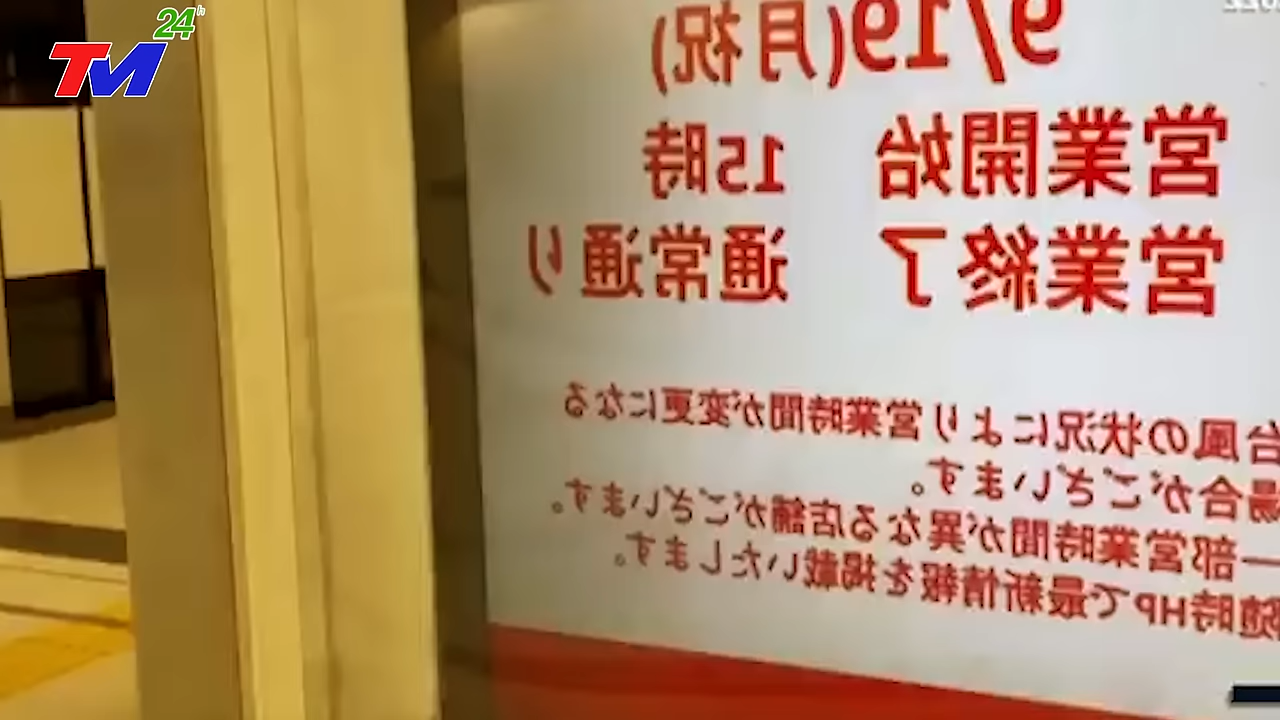 TM 24h
2022
9/19(月祝)
営業開始 15時
営業終了 通常通り
台風の状況により営業時間が変更になる
場合がございます。
一部営業時間が異なる店舗がございます。
随時HPで最新情報を掲載いたします。